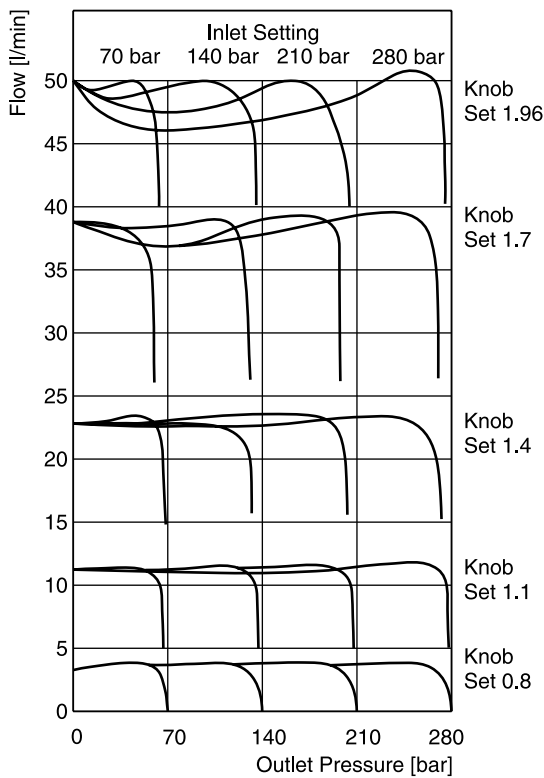 Inlet Setting
70 bar 140 bar 210 bar 280 bar
Flow [l/min]
50
45
40
35
30
25
20
15
10
5
0
Knob
Set 1.96
Knob
Set 1.7
Knob
Set 1.4
Knob
Set 1.1
Knob
Set 0.8
0 70 140 210 280
Outlet Pressure [bar]